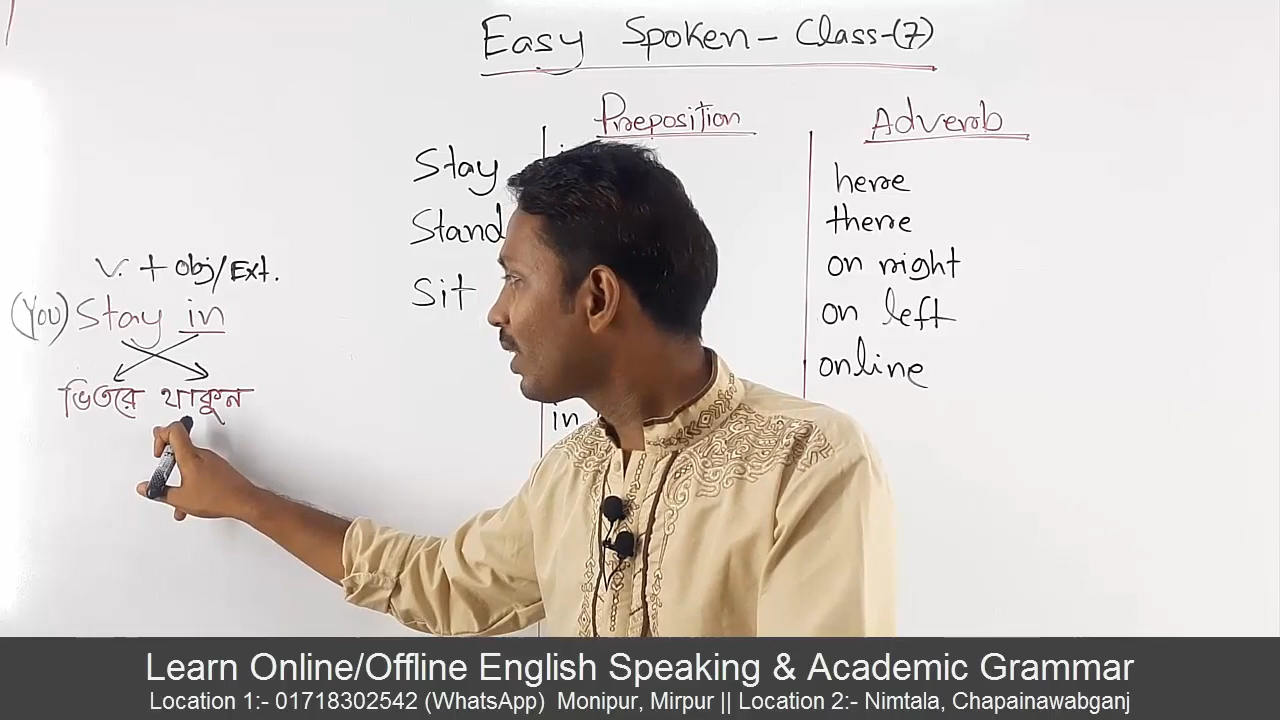 Easy Spoken - Class-(7)
Preposition
Adverb
Stay
Stand
Sit
in
here
there
on right
on left
online
V. + Obj/Ext.
(You) Stay in
ভিতরে থাকুন
Learn Online/Offline English Speaking & Academic Grammar
Location 1:- 01718302542 (WhatsApp) Monipur, Mirpur || Location 2:- Nimtala, Chapainawabganj